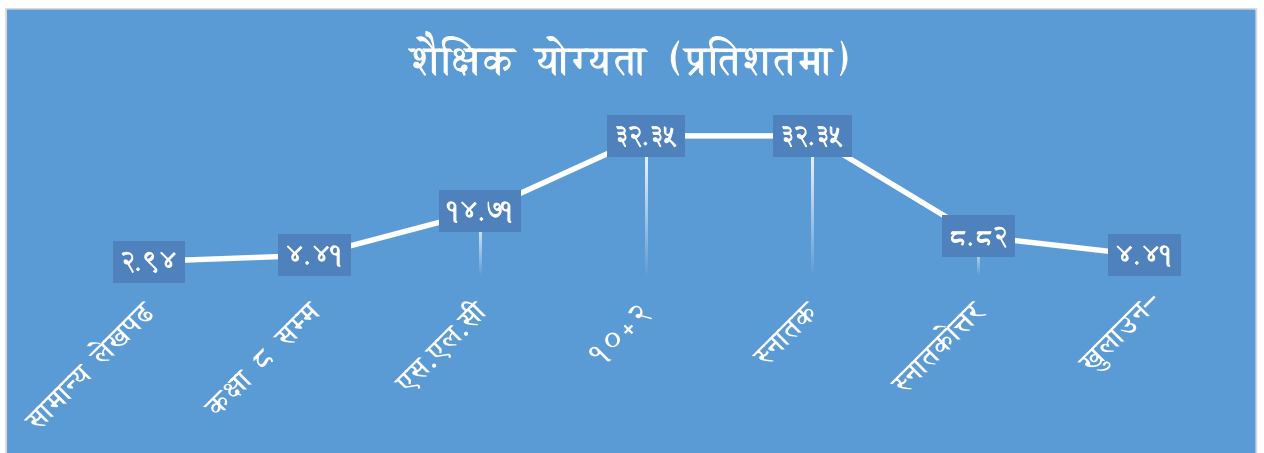 शैक्षिक योग्यता (प्रतिशतमा)
२.९४
४.४१
१४.७१
३२.३५
३२.३५
८.८२
४.४१
सामान्य लेखपढ
कक्षा ८ सम्म
एस.एल.सी
१०+२
स्नातक
स्नातकोत्तर
खुलाउन–